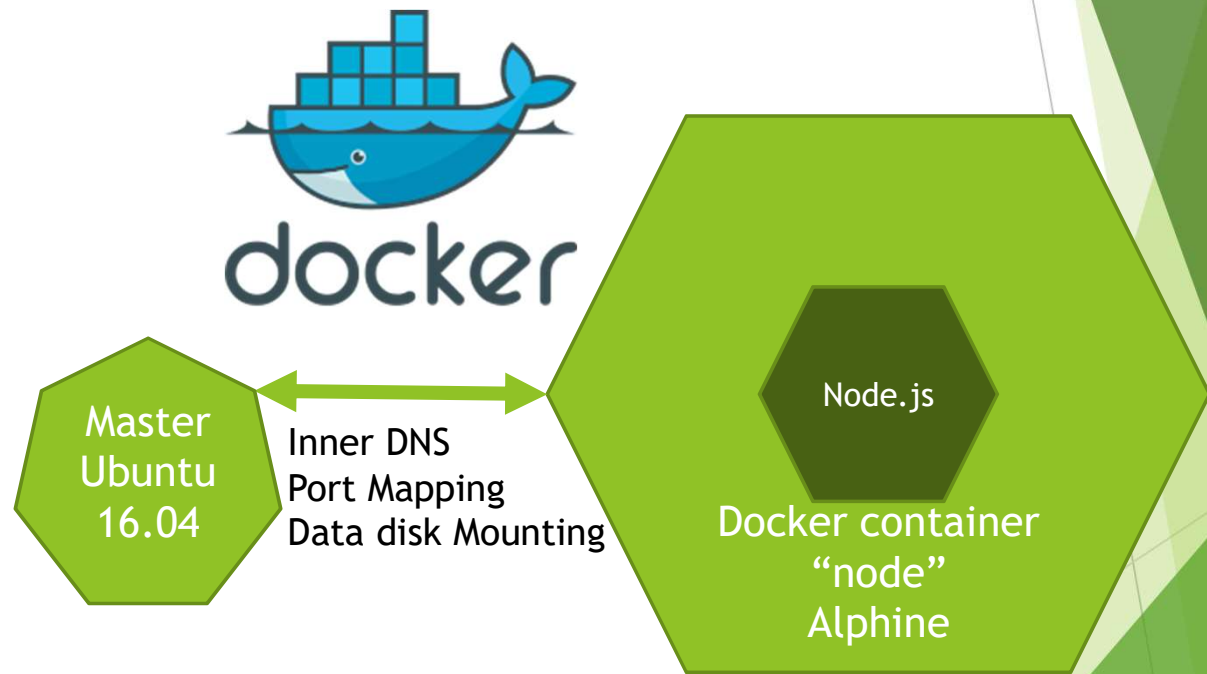 docker
Master
Ubuntu
16.04
Inner DNS
Port Mapping
Data disk Mounting
Node.js
Docker container
“node”
Alphine